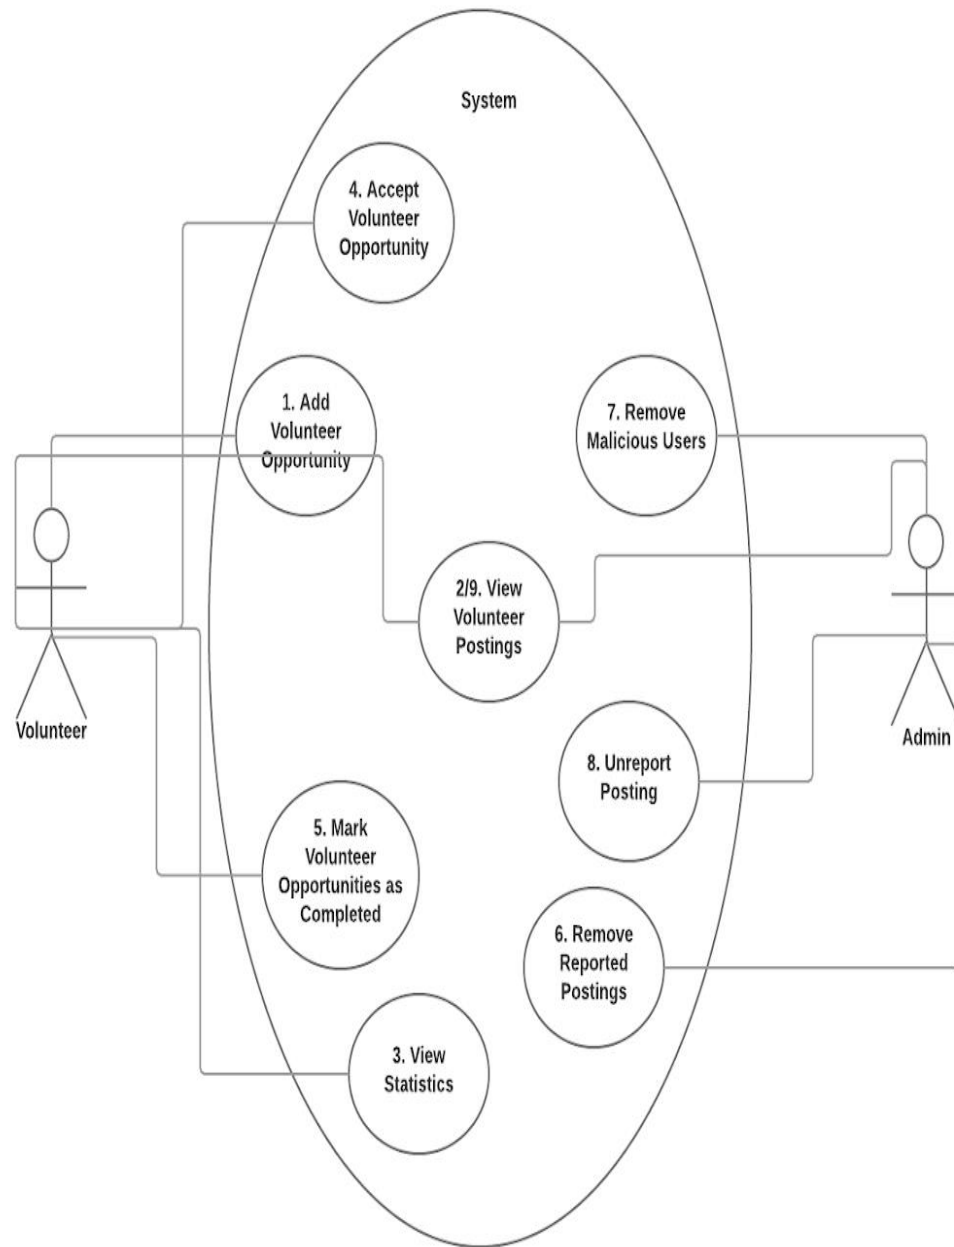 System
4. Accept
Volunteer
Opportunity
1. Add
Volunteer
Opportunity
7. Remove
Malicious Users
2/9. View
Volunteer
Postings
Volunteer
Admin
8. Unreport
Posting
5. Mark
Volunteer
Opportunities as
Completed
6. Remove
Reported
Postings
3. View
Statistics